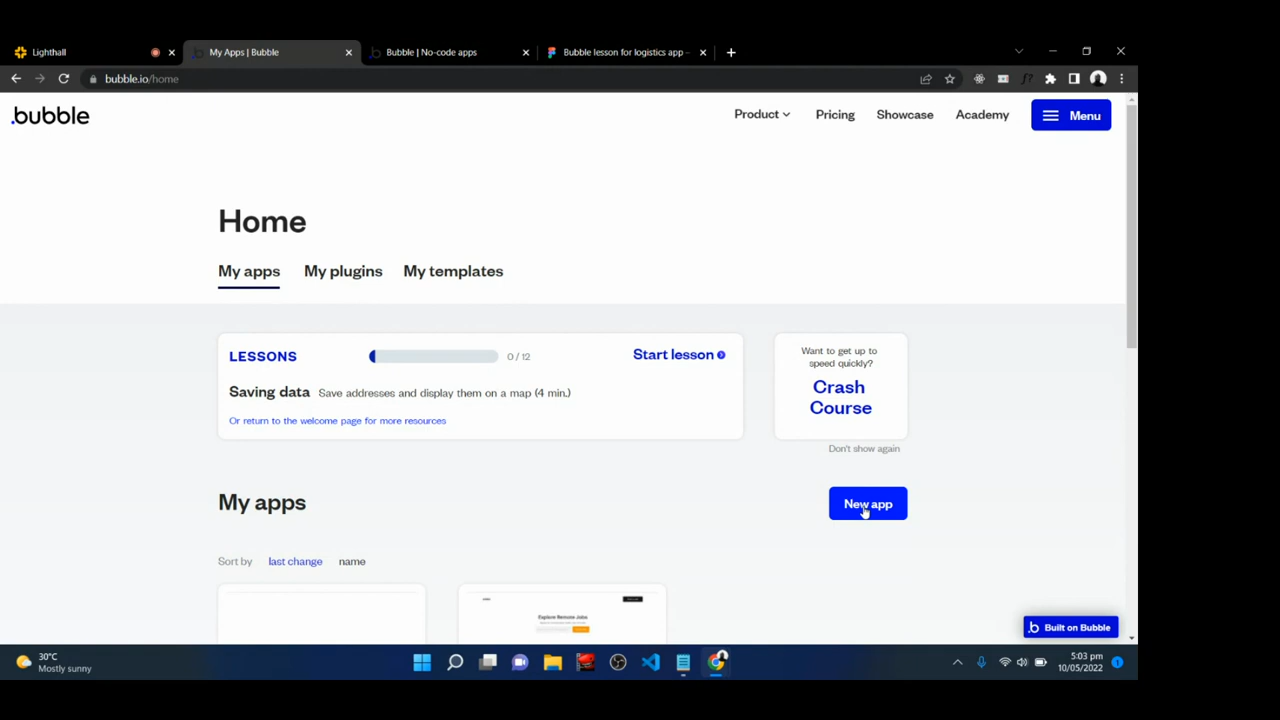 Lighthall
My Apps | Bubble
Bubble | No-code apps
Bubble lesson for logistics app –
bubble.io/home
.bubble
Product
Pricing
Showcase
Academy
Menu
Home
My apps
My plugins
My templates
LESSONS
0 / 12
Start lesson
Want to get up to
speed quickly?
Crash
Course
Saving data Save addresses and display them on a map (4 min.)
Or return to the welcome page for more resources
Don't show again
My apps
New app
Sort by last change name
Explore Remote Jobs
b Built on Bubble
30°C
Mostly sunny
5:03 pm
10/05/2022
1